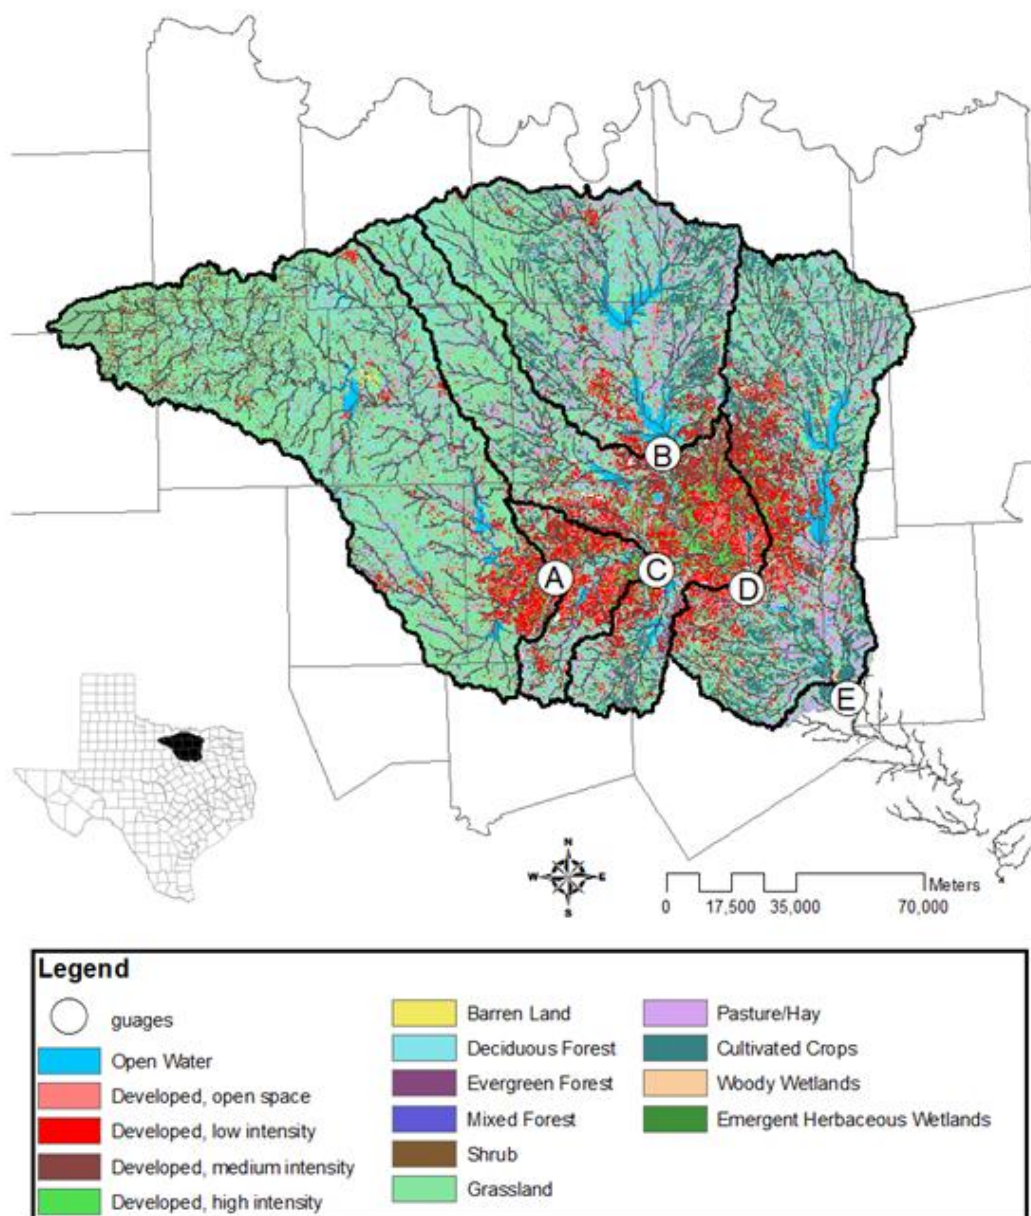 B
A
C
D
E
N
W E
S
Meters
0 17,500 35,000 70,000
Legend
guages
Open Water
Developed, open space
Developed, low intensity
Developed, medium intensity
Developed, high intensity
Barren Land
Deciduous Forest
Evergreen Forest
Mixed Forest
Shrub
Grassland
Pasture/Hay
Cultivated Crops
Woody Wetlands
Emergent Herbaceous Wetlands